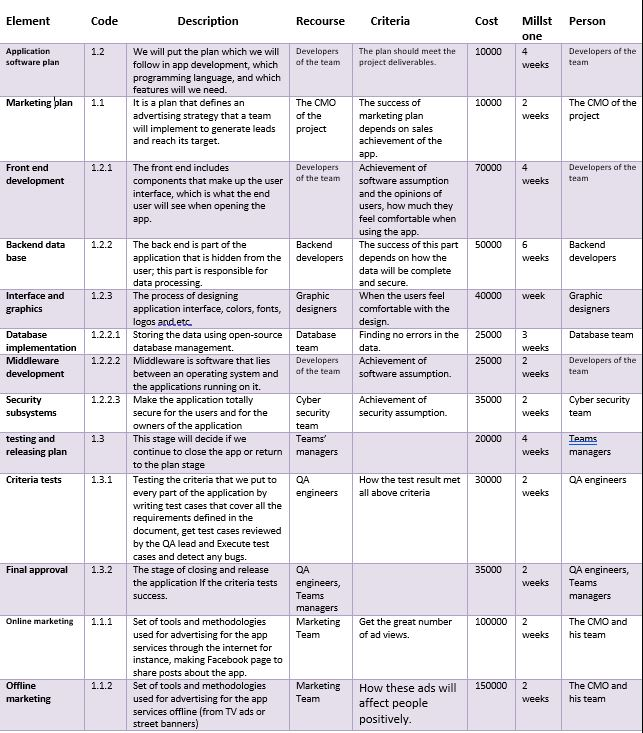 Element Code Description Recourse Criteria Cost Millst
one Person
Application
software plan
1.2
We will put the plan which we will
follow in app development, which
programming language, and which
features will we need.
Developers
of the team
The plan should meet the
project deliverables.
10000
4
weeks
Developers of the
team
Marketing plan
1.1
It is a plan that defines an
advertising strategy that a team
will implement to generate leads
and reach its target.
The CMO
of the
project
The success of
marketing plan
depends on sales
achievement of the
app.
10000
2
weeks
The CMO of the
project
Front end
development
1.2.1
The front end includes
components that make up the user
interface, which is what the end
user will see when opening the
app.
Developers
of the team
Achievement of
software assumption
and the opinions of
users, how much they
feel comfortable when
using the app.
70000
4
weeks
Developers of the
team
Backend data
base
1.2.2
The back end is part of the
application that is hidden from the
user; this part is responsible for
data processing.
Backend
developers
The success of this part
depends on how the
data will be complete
and secure.
50000
6
weeks
Backend
developers
Interface and
graphics
1.2.3
The process of designing
application interface, colors, fonts,
logos and,etc.
Graphic
designers
When the users feel
comfortable with the
design.
40000
week
Graphic
designers
Database
implementation
1.2.2.1
Storing the data using open-source
database management.
Database
team
Finding no errors in the
data.
25000
3
weeks
Database team
Middleware
development
1.2.2.2
Middleware is software that lies
between an operating system and
the applications running on it.
Developers
of the team
Achievement of
software assumption.
25000
2
weeks
Developers of the
team
Security
subsystems
1.2.2.3
Make the application totally
secure for the users and for the
owners of the application
Cyber
security
team
Achievement of
security assumption.
35000
2
weeks
Cyber security
team
testing and
releasing plan
1.3
This stage will decide if we
continue to close the app or return
to the plan stage
Teams'
managers
20000
4
weeks
Teams
managers
Criteria tests
1.3.1
Testing the criteria that we put to
every part of the application by
writing test cases that cover all the
requirements defined in the
document, get test cases reviewed
by the QA lead and Execute test
cases and detect any bugs.
QA
engineers
How the test result met
all above criteria
30000
2
weeks
QA engineers
Final approval
1.3.2
The stage of closing and release
the application If the criteria tests
success.
QA
engineers,
Teams
managers
35000
2
weeks
QA engineers,
Teams
managers
Online marketing
1.1.1
Set of tools and methodologies
used for advertising for the app
services through the internet for
instance, making Facebook page to
share posts about the app.
Marketing
Team
Get the great number
of ad views.
100000
2
weeks
The CMO and
his team
Offline
marketing
1.1.2
Set of tools and methodologies
used for advertising for the app
services offline (from TV ads or
street banners)
Marketing
Team
How these ads will
affect people
positively.
150000
2
weeks
The CMO and
his team